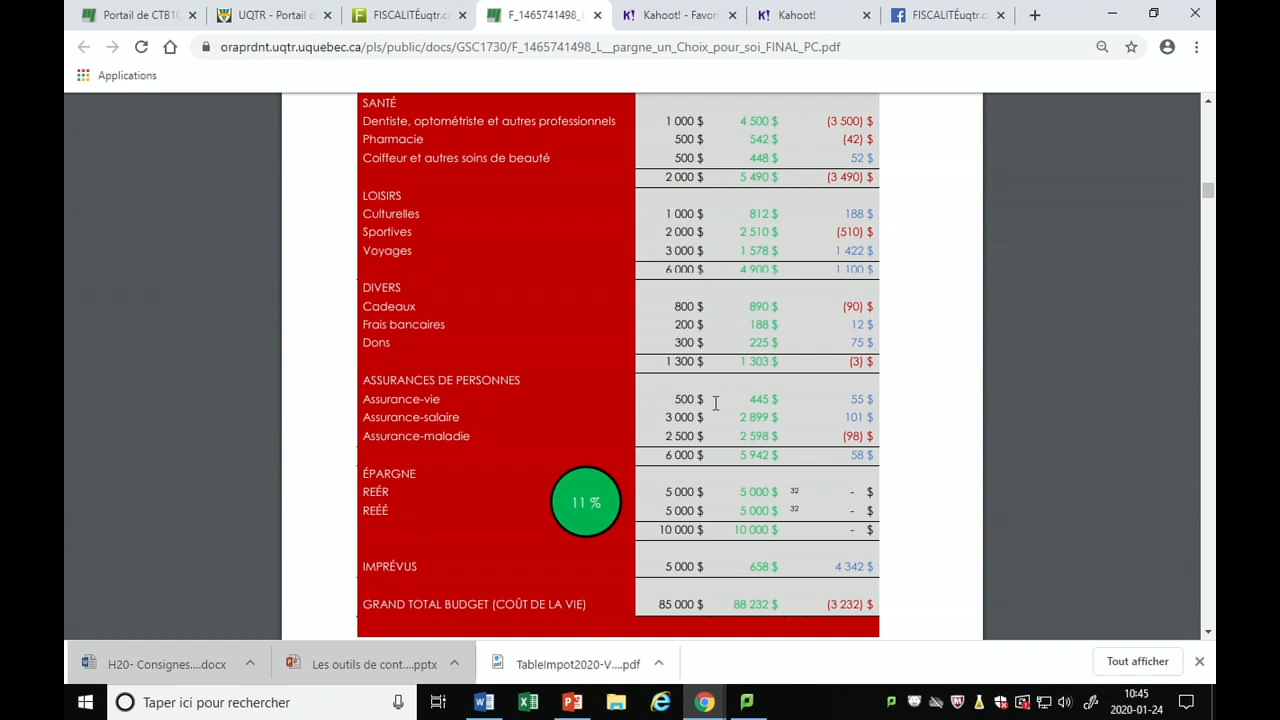 Portail de CTB10
UQTR - Portail d
FISCALITÉuqtr.c
F_1465741498_L
Kahoot! - Favori
Kahoot!
FISCALITÉuqtr.c
oraprdnt.uqtr.uquebec.ca/pls/public/docs/GSC1730/F_1465741498_L__pargne_un_Choix_pour_soi_FINAL_PC.pdf
Applications
SANTÉ
Dentiste, optométriste et autres professionnels 1 000 $ 4 500 $ (3 500) $
Pharmacie 500 $ 542 $ (42) $
Coiffeur et autres soins de beauté 500 $ 448 $ 52 $
2 000 $ 5 490 $ (3 490) $
LOISIRS
Culturelles 1 000 $ 812 $ 188 $
Sportives 2 000 $ 2 510 $ (510) $
Voyages 3 000 $ 1 578 $ 1 422 $
6 000 $ 4 900 $ 1 100 $
DIVERS
Cadeaux 800 $ 890 $ (90) $
Frais bancaires 200 $ 188 $ 12 $
Dons 300 $ 225 $ 75 $
1 300 $ 1 303 $ (3) $
ASSURANCES DE PERSONNES
Assurance-vie 500 $ 445 $ 55 $
Assurance-salaire 3 000 $ 2 899 $ 101 $
Assurance-maladie 2 500 $ 2 598 $ (98) $
6 000 $ 5 942 $ 58 $
ÉPARGNE
REÉR 5 000 $ 5 000 $ 32 - $
11 %
REÉÉ 5 000 $ 5 000 $ 32 - $
10 000 $ 10 000 $ - $
IMPRÉVUS 5 000 $ 658 $ 4 342 $
GRAND TOTAL BUDGET (COÛT DE LA VIE) 85 000 $ 88 232 $ (3 232) $
H20- Consignes....docx
Les outils de cont....pptx
TableImpot2020-V....pdf
Tout afficher
Taper ici pour rechercher
10:45
2020-01-24